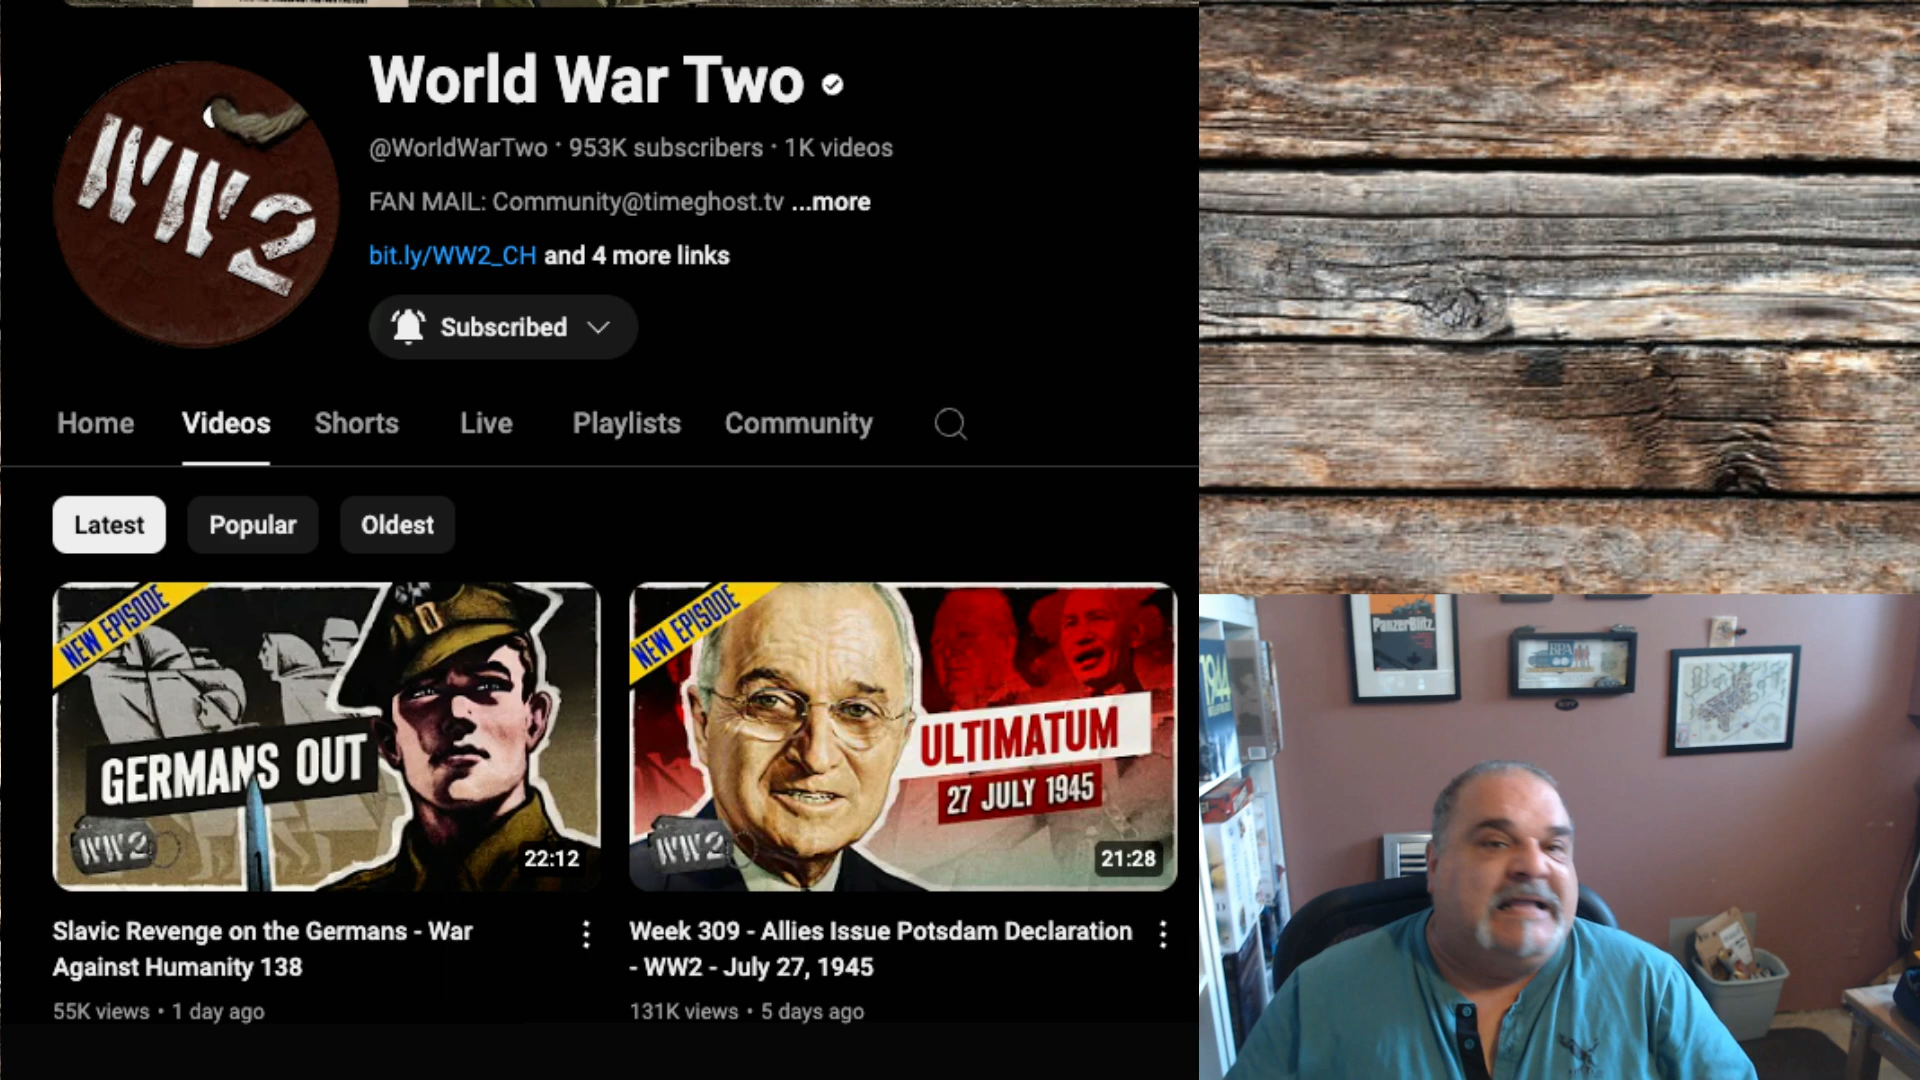 World War Two
@WorldWarTwo · 953K subscribers · 1K videos
FAN MAIL: Community@timeghost.tv ...more
bit.ly/WW2_CH and 4 more links
Subscribed
WW2
Home Videos Shorts Live Playlists Community
Latest Popular Oldest
NEW EPISODE
GERMANS OUT
WW2
22:12
NEW EPISODE
ULTIMATUM
27 JULY 1945
WW2
21:28
Slavic Revenge on the Germans - War
Against Humanity 138
55K views · 1 day ago
Week 309 - Allies Issue Potsdam Declaration
- WW2 - July 27, 1945
131K views · 5 days ago
PanzerBlitz
BPA
1944